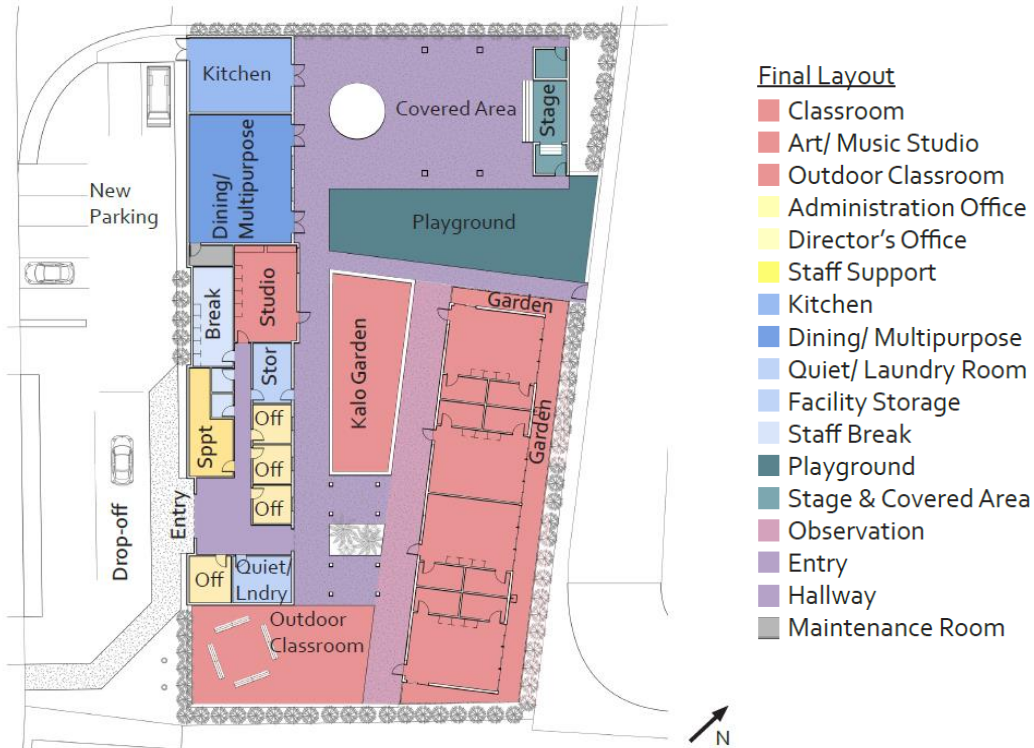 Kitchen
Covered Area
Stage
New
Parking
Dining/
Multipurpose
Playground
Break
Studio
Garden
Kalo Garden
Garden
Stor
Sppt
Off
Off
Off
Entry
Drop-off
Off
Quiet/
Lndry
Outdoor
Classroom
N
Final Layout
Classroom
Art/ Music Studio
Outdoor Classroom
Administration Office
Director's Office
Staff Support
Kitchen
Dining/ Multipurpose
Quiet/ Laundry Room
Facility Storage
Staff Break
Playground
Stage & Covered Area
Observation
Entry
Hallway
Maintenance Room